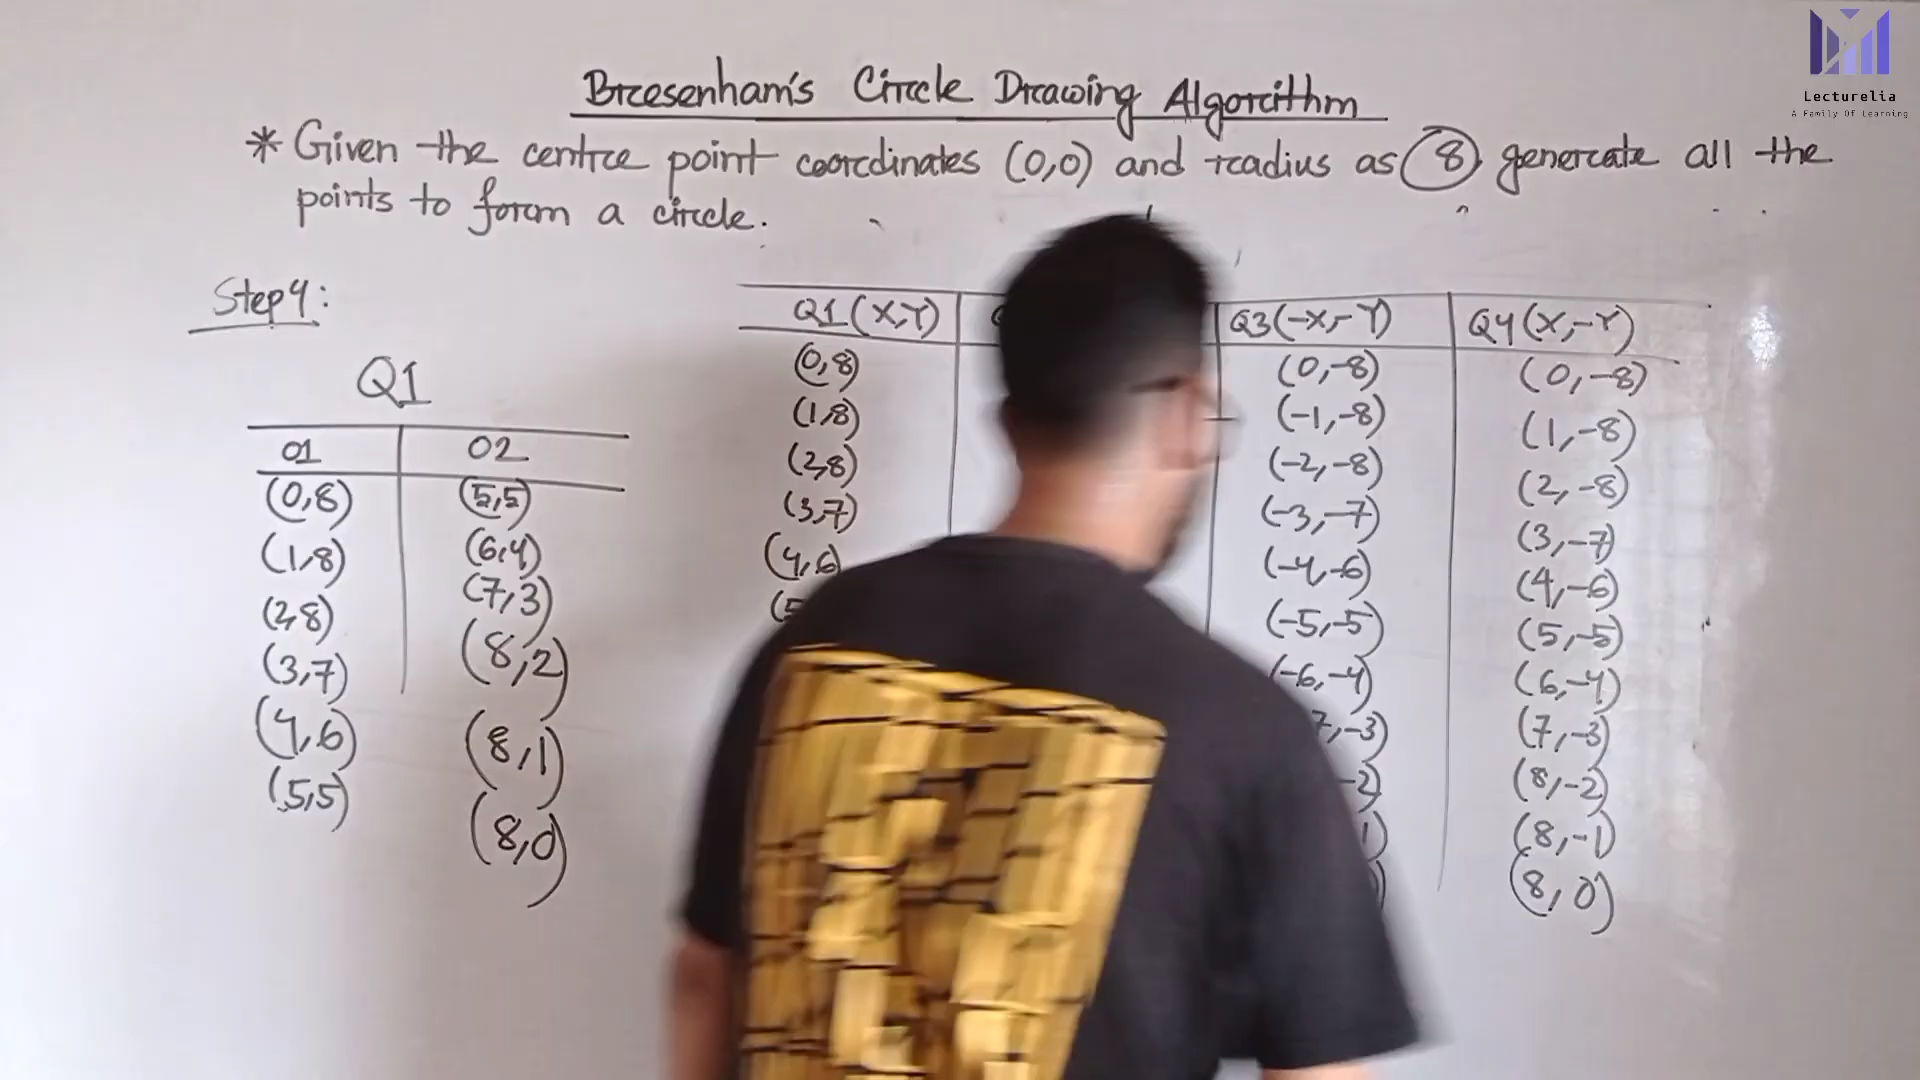 Lecturelia
A Family Of Learning
Bresenham's Circle Drawing Algorithm
* Given the centre point coordinates (0,0) and radius as 8 generate all the
points to form a circle.
Step 4:
Q1
O1 O2
(0,8) (5,5)
(1,8) (6,4)
(2,8) (7,3)
(3,7) (8,2)
(4,6) (8,1)
(5,5) (8,0)
Q1(X,Y) Q3(-X,-Y) Q4(X,-Y)
(0,8) (0,-8) (0,-8)
(1,8) (-1,-8) (1,-8)
(2,8) (-2,-8) (2,-8)
(3,7) (-3,-7) (3,-7)
(4,6) (-4,-6) (4,-6)
(5 (-5,-5) (5,-5)
(-6,-4) (6,-4)
7,-3) (7,-3)
-2) (8,-2)
1) (8,-1)
) (8,0)